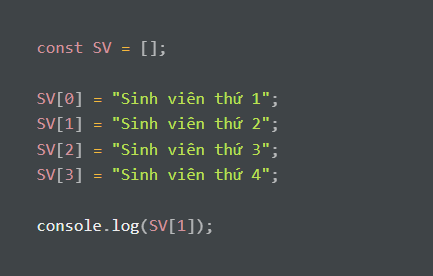 const SV = [];
SV[0] = "Sinh viên thứ 1";
SV[1] = "Sinh viên thứ 2";
SV[2] = "Sinh viên thứ 3";
SV[3] = "Sinh viên thứ 4";
console.log(SV[1]);